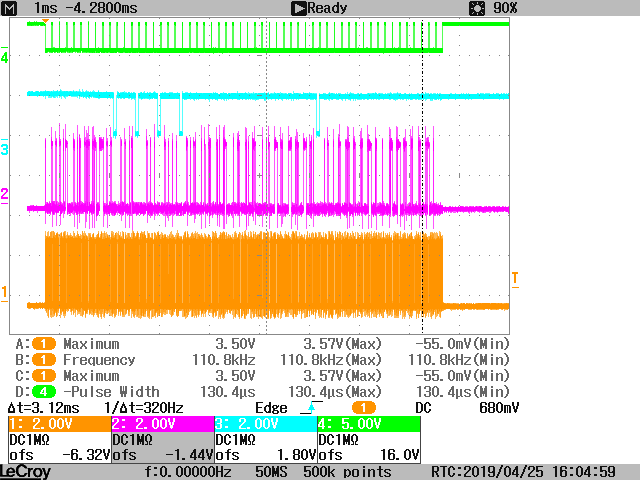 M 1ms -4.2800ms Ready 90%
4
3
2
1
T
A: 1 Maximum 3.50V 3.57V(Max) -55.0mV(Min)
B: 1 Frequency 110.8kHz 110.8kHz(Max) 110.8kHz(Min)
C: 1 Maximum 3.50V 3.57V(Max) -55.0mV(Min)
D: 4 -Pulse Width 130.4µs 130.4µs(Max) 130.4µs(Min)
Δt=3.12ms 1/Δt=320Hz Edge 1 DC 680mV
1: 2.00V 2: 2.00V 3: 2.00V 4: 5.00V
DC1MΩ DC1MΩ DC1MΩ DC1MΩ
ofs -6.32V ofs -1.44V ofs 1.80V ofs 16.0V
LeCroy f:0.00000Hz 50MS 500k points RTC:2019/04/25 16:04:59